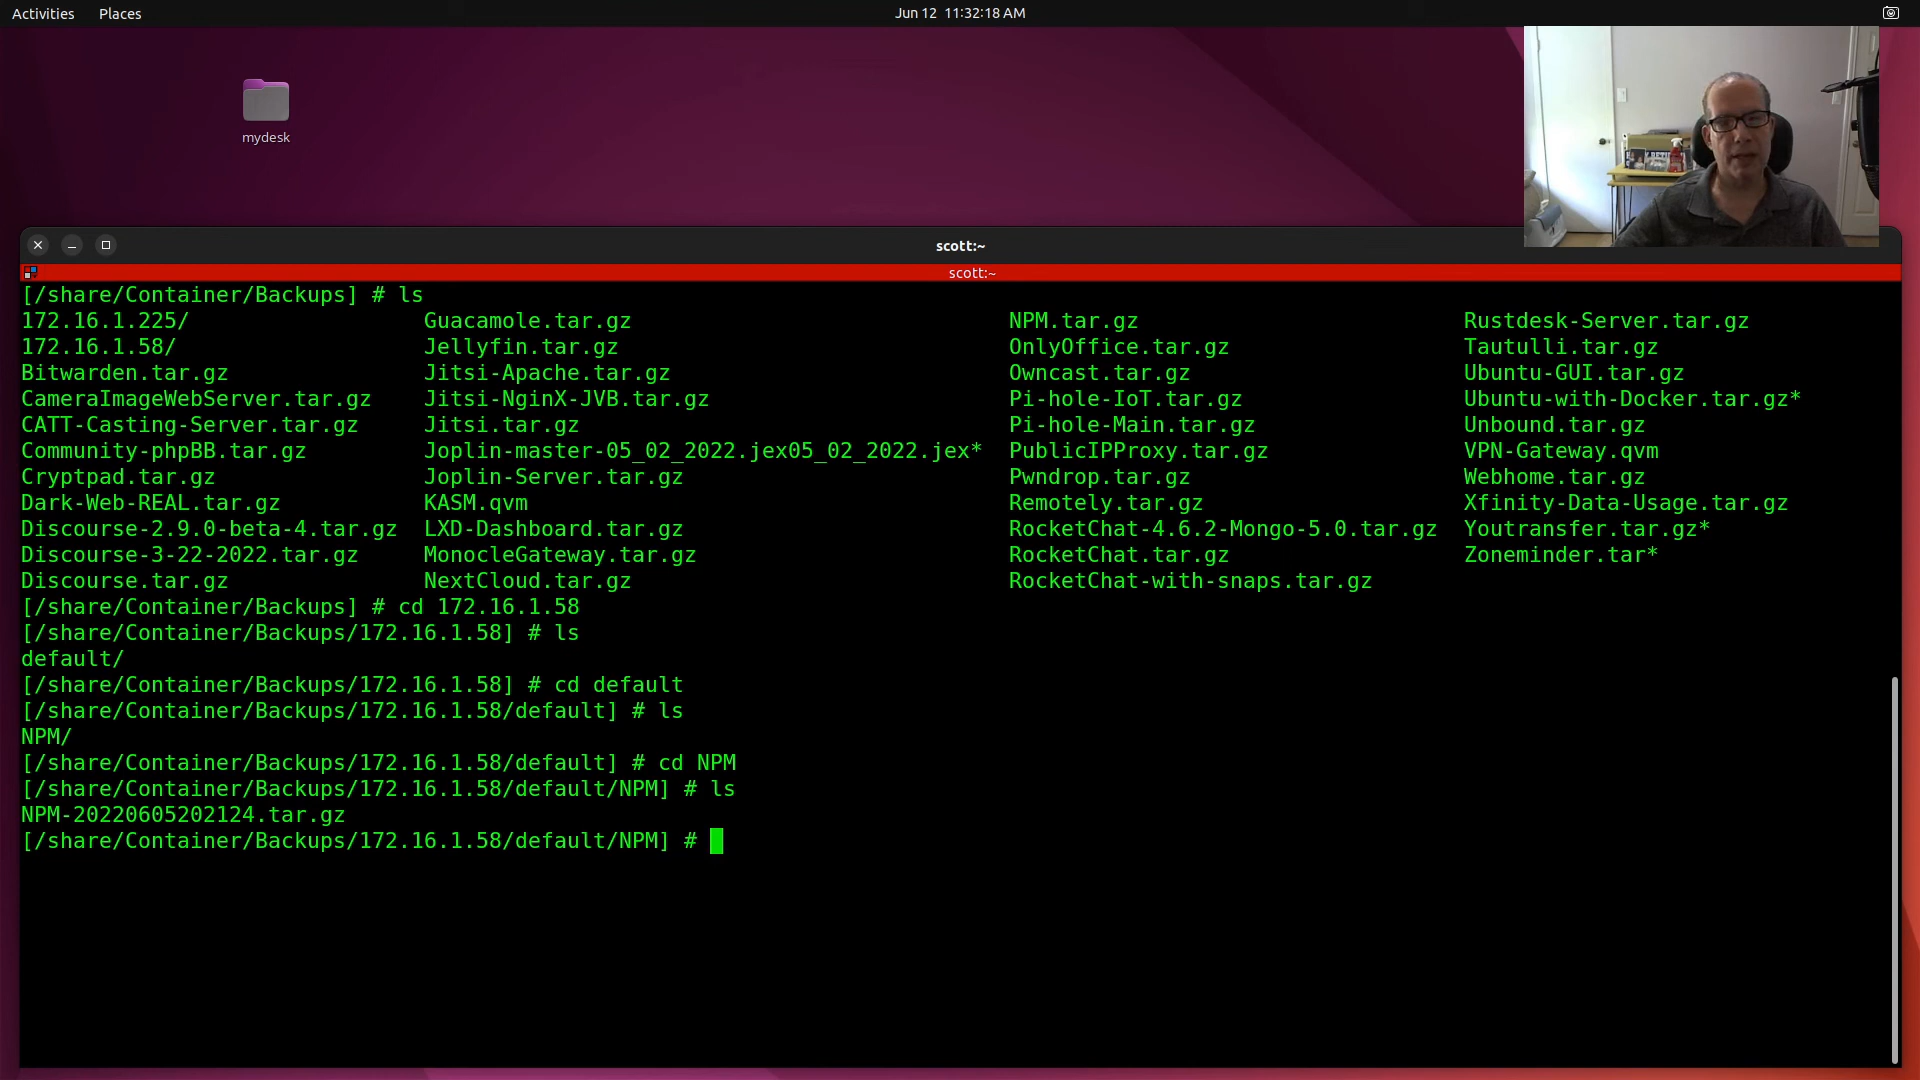 Activities Places Jun 12 11:32:18 AM
mydesk
scott:~
scott:~
[/share/Container/Backups] # ls
172.16.1.225/ Guacamole.tar.gz NPM.tar.gz Rustdesk-Server.tar.gz
172.16.1.58/ Jellyfin.tar.gz OnlyOffice.tar.gz Tautulli.tar.gz
Bitwarden.tar.gz Jitsi-Apache.tar.gz Owncast.tar.gz Ubuntu-GUI.tar.gz
CameraImageWebServer.tar.gz Jitsi-NginX-JVB.tar.gz Pi-hole-IoT.tar.gz Ubuntu-with-Docker.tar.gz*
CATT-Casting-Server.tar.gz Jitsi.tar.gz Pi-hole-Main.tar.gz Unbound.tar.gz
Community-phpBB.tar.gz Joplin-master-05_02_2022.jex05_02_2022.jex* PublicIPProxy.tar.gz VPN-Gateway.qvm
Cryptpad.tar.gz Joplin-Server.tar.gz Pwndrop.tar.gz Webhome.tar.gz
Dark-Web-REAL.tar.gz KASM.qvm Remotely.tar.gz Xfinity-Data-Usage.tar.gz
Discourse-2.9.0-beta-4.tar.gz LXD-Dashboard.tar.gz RocketChat-4.6.2-Mongo-5.0.tar.gz Youtransfer.tar.gz*
Discourse-3-22-2022.tar.gz MonocleGateway.tar.gz RocketChat.tar.gz Zoneminder.tar*
Discourse.tar.gz NextCloud.tar.gz RocketChat-with-snaps.tar.gz
[/share/Container/Backups] # cd 172.16.1.58
[/share/Container/Backups/172.16.1.58] # ls
default/
[/share/Container/Backups/172.16.1.58] # cd default
[/share/Container/Backups/172.16.1.58/default] # ls
NPM/
[/share/Container/Backups/172.16.1.58/default] # cd NPM
[/share/Container/Backups/172.16.1.58/default/NPM] # ls
NPM-20220605202124.tar.gz
[/share/Container/Backups/172.16.1.58/default/NPM] #